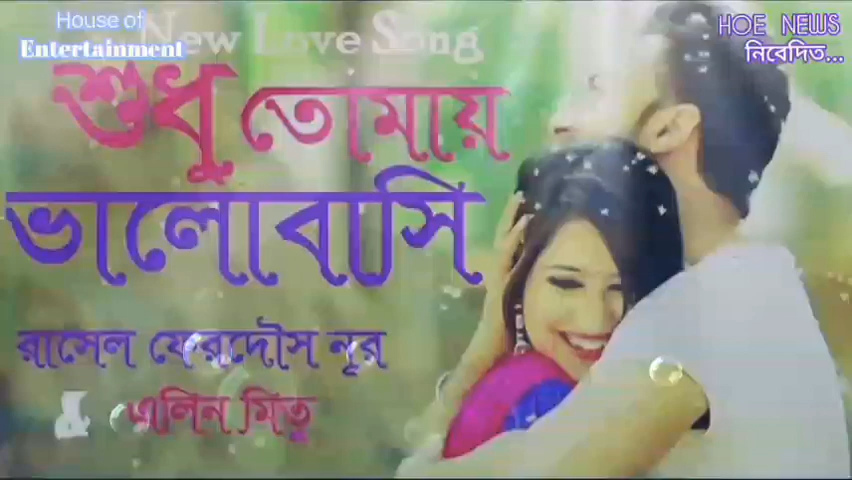 House of
Entertainment
New Love Song
HOE NEWS
নিবেদিত...
শুধু তোমায়
ভালোবাসি
রাসেল ফেরদৌস নূর
& এলিন মিতু